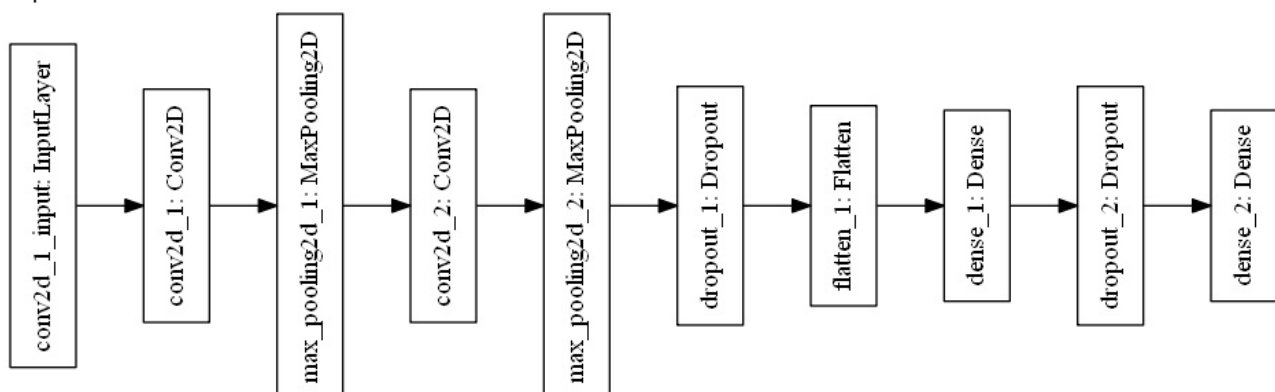 conv2d_1_input: InputLayer
conv2d_1: Conv2D
max_pooling2d_1: MaxPooling2D
conv2d_2: Conv2D
max_pooling2d_2: MaxPooling2D
dropout_1: Dropout
flatten_1: Flatten
dense_1: Dense
dropout_2: Dropout
dense_2: Dense